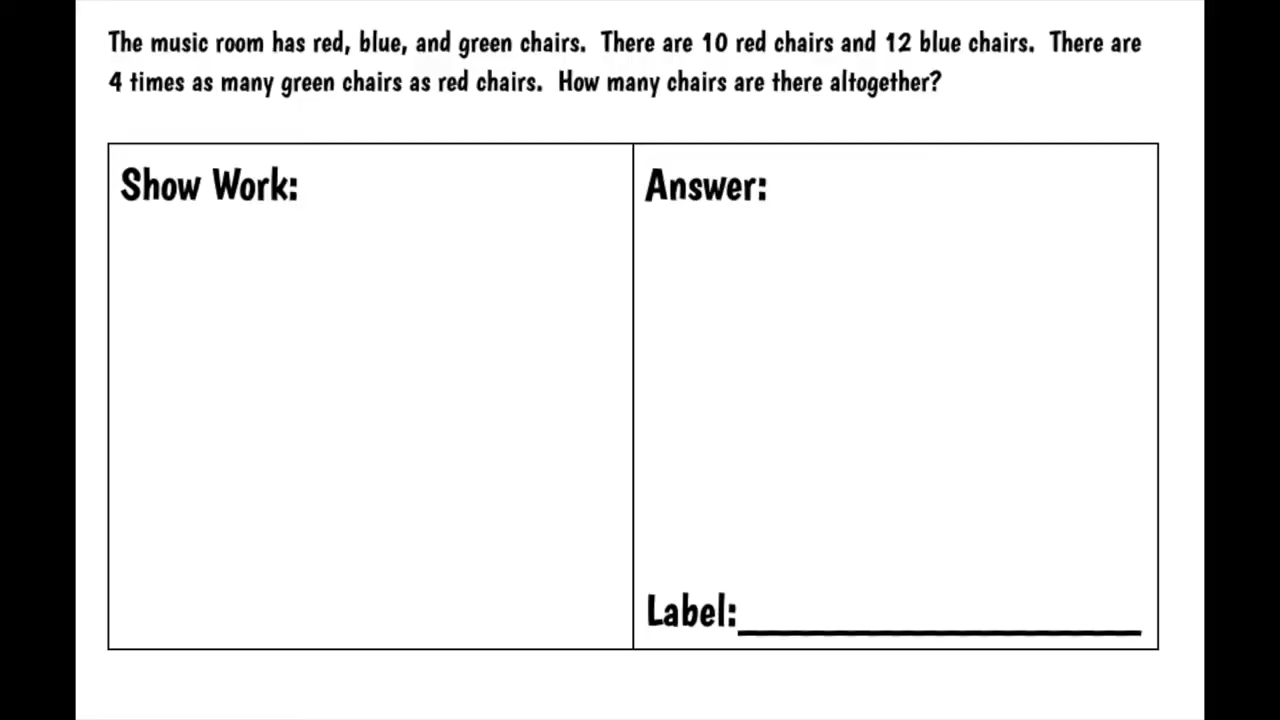 The music room has red, blue, and green chairs. There are 10 red chairs and 12 blue chairs. There are
4 times as many green chairs as red chairs. How many chairs are there altogether?
Show Work:
Answer:
Label: